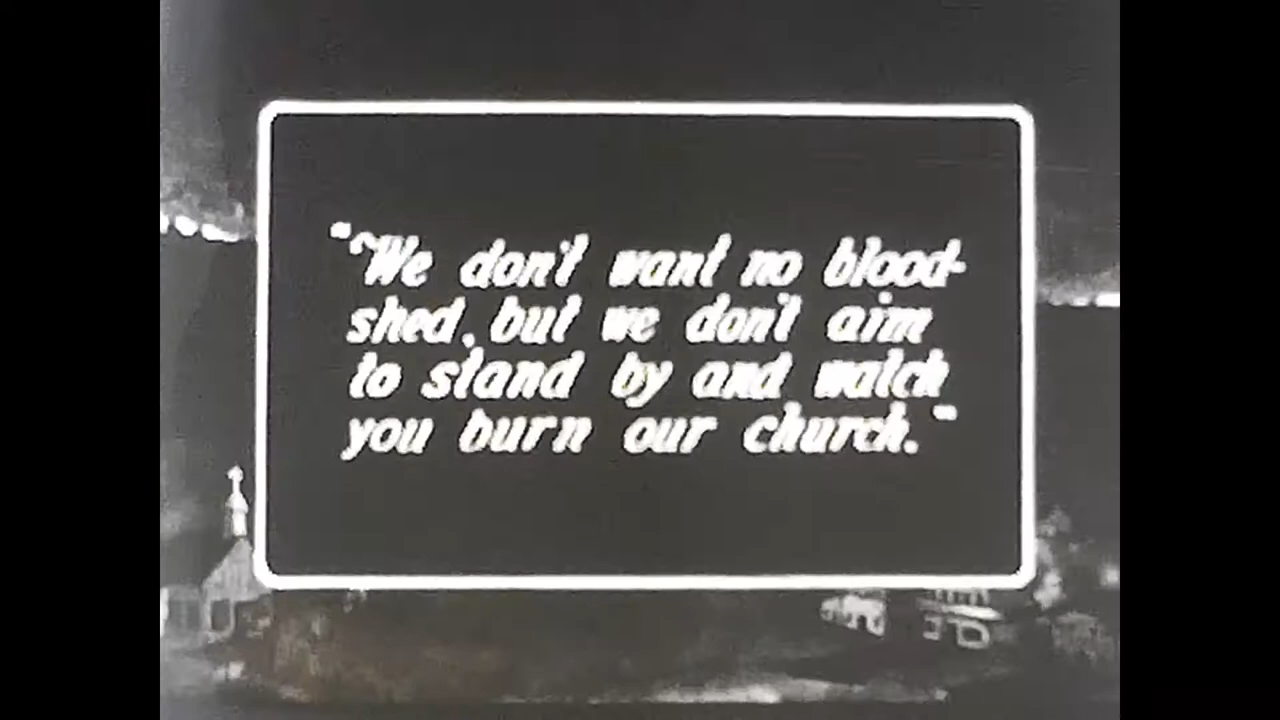 "We don't want no blood-
shed, but we don't aim
to stand by and watch
you burn our church."